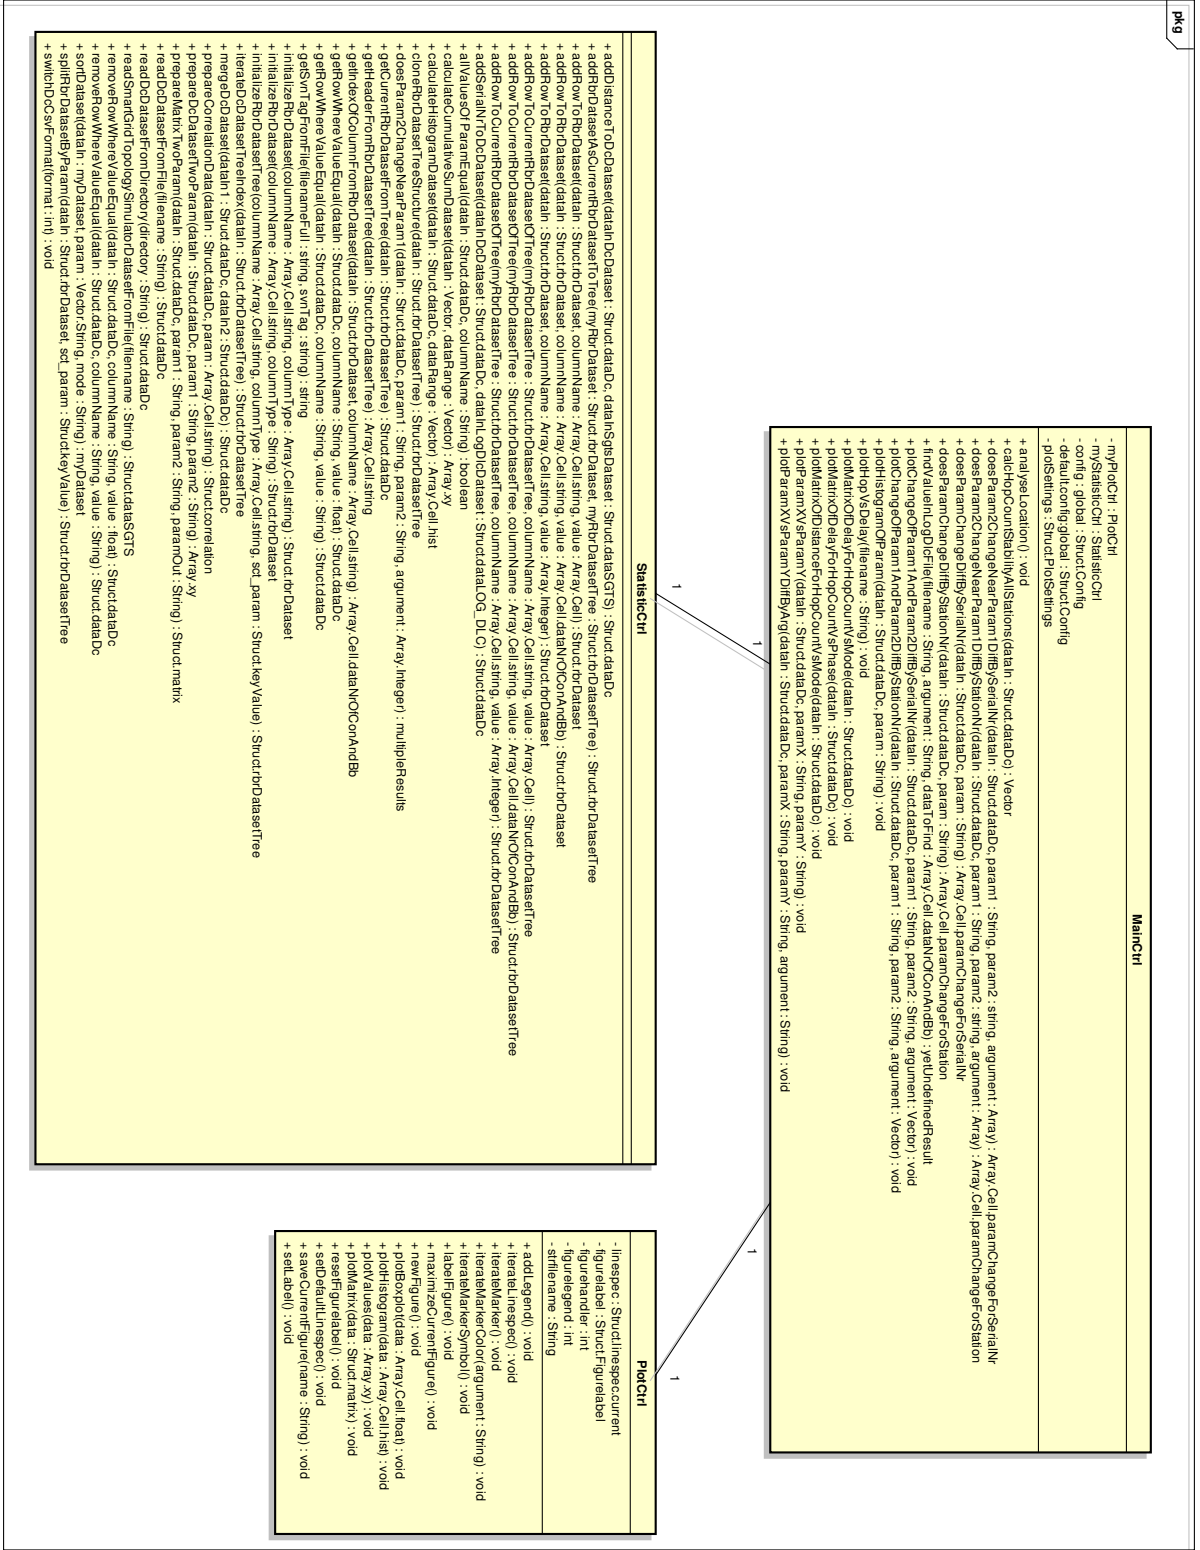 pkg
MainCtrl
- myPlotCtrl : PlotCtrl
- myStatisticCtrl : StatisticCtrl
- config : global : Struct.Config
- default.config:global : Struct.Config
- plotSettings : Struct.PlotSettings
+ analyseLocation() : void
+ calcHopCountStabilityAllStations(dataIn : Struct.dataDc) : Vector
+ doesParam2ChangeNearParam1DiffBySerialNr(dataIn : Struct.dataDc, param1 : String, param2 : string, argument : Array) : Array.Cell.paramChangeForSerialNr
+ doesParam2ChangeNearParam1DiffByStationNr(dataIn : Struct.dataDc, param1 : String, param2 : string, argument : Array) : Array.Cell.paramChangeForStation
+ doesParamChangeDiffBySerialNr(dataIn : Struct.dataDc, param : String) : Array.Cell.paramChangeForSerialNr
+ doesParamChangeDiffByStationNr(dataIn : Struct.dataDc, param : String) : Array.Cell.paramChangeForStation
+ findValueInLogDlcFile(filename : String, argument : String, dataToFind : Array.Cell.dataNrOfConAndBb) : yetUndefinedResult
+ plotChangeOfParam1AndParam2DiffBySerialNr(dataIn : Struct.dataDc, param1 : String, param2 : String, argument : Vector) : void
+ plotChangeOfParam1AndParam2DiffByStationNr(dataIn : Struct.dataDc, param1 : String, param2 : String, argument : Vector) : void
+ plotHistogramOfParam(dataIn : Struct.dataDc, param : String) : void
+ plotHopVsDelay(filename : String) : void
+ plotMatrixOfDelayForHopCountVsMode(dataIn : Struct.dataDc) : void
+ plotMatrixOfDelayForHopCountVsPhase(dataIn : Struct.dataDc) : void
+ plotMatrixOfDistanceForHopCountVsMode(dataIn : Struct.dataDc) : void
+ plotParamXVsParamY(dataIn : Struct.dataDc, paramX : String, paramY : String) : void
+ plotParamXVsParamYDiffByArg(dataIn : Struct.dataDc, paramX : String, paramY : String, argument : String) : void
1
1
1
1
StatisticCtrl
+ addDistanceToDcDataset(dataInDcDataset : Struct.dataDc, dataInSgtsDataset : Struct.dataSGTS) : Struct.dataDc
+ addRbrDatasetAsCurrentRbrDatasetToTree(myRbrDataset : Struct.rbrDataset, myRbrDatasetTree : Struct.rbrDatasetTree) : Struct.rbrDatasetTree
+ addRowToRbrDataset(dataIn : Struct.rbrDataset, columnName : Array.Cell.string, value : Array.Cell) : Struct.rbrDataset
+ addRowToRbrDataset(dataIn : Struct.rbrDataset, columnName : Array.Cell.string, value : Array.Cell.dataNrOfConAndBb) : Struct.rbrDataset
+ addRowToRbrDataset(dataIn : Struct.rbrDataset, columnName : Array.Cell.string, value : Array.Integer) : Struct.rbrDataset
+ addRowToCurrentRbrDatasetOfTree(myRbrDatasetTree : Struct.rbrDatasetTree, columnName : Array.Cell.string, value : Array.Cell) : Struct.rbrDatasetTree
+ addRowToCurrentRbrDatasetOfTree(myRbrDatasetTree : Struct.rbrDatasetTree, columnName : Array.Cell.string, value : Array.Cell.dataNrOfConAndBb) : Struct.rbrDatasetTree
+ addRowToCurrentRbrDatasetOfTree(myRbrDatasetTree : Struct.rbrDatasetTree, columnName : Array.Cell.string, value : Array.Integer) : Struct.rbrDatasetTree
+ addSerialNrToDcDataset(dataInDcDataset : Struct.dataDc, dataInLogDlcDataset : Struct.dataLOG_DLC) : Struct.dataDc
+ allValuesOfParamEqual(dataIn : Struct.dataDc, columnName : String) : boolean
+ calculateCumulativeSumDataset(dataIn : Vector, dataRange : Vector) : Array.xy
+ calculateHistogramDataset(dataIn : Struct.dataDc, dataRange : Vector) : Array.Cell.hist
+ cloneRbrDatasetTreeStructure(dataIn : Struct.rbrDatasetTree) : Struct.rbrDatasetTree
+ doesParam2ChangeNearParam1(dataIn : Struct.dataDc, param1 : String, param2 : String, argument : Array.Integer) : multipleResults
+ getCurrentRbrDatasetFromTree(dataIn : Struct.rbrDatasetTree) : Struct.dataDc
+ getHeaderFromRbrDatasetTree(dataIn : Struct.rbrDatasetTree) : Array.Cell.string
+ getIndexOfColumnFromRbrDataset(dataIn : Struct.rbrDataset, columnName : Array.Cell.string) : Array.Cell.dataNrOfConAndBb
+ getRowWhereValueEqual(dataIn : Struct.dataDc, columnName : String, value : float) : Struct.dataDc
+ getRowWhereValueEqual(dataIn : Struct.dataDc, columnName : String, value : String) : Struct.dataDc
+ getSvnTagFromFile(filenameFull : string, svnTag : string) : string
+ initializeRbrDataset(columnName : Array.Cell.string, columnType : Array.Cell.string) : Struct.rbrDataset
+ initializeRbrDataset(columnName : Array.Cell.string, columnType : String) : Struct.rbrDataset
+ initializeRbrDatasetTree(columnName : Array.Cell.string, columnType : Array.Cell.string, sct_param : Struct.keyValue) : Struct.rbrDatasetTree
+ iterateDcDatasetTreeIndex(dataIn : Struct.rbrDatasetTree) : Struct.rbrDatasetTree
+ mergeDcDataset(dataIn1 : Struct.dataDc, dataIn2 : Struct.dataDc) : Struct.dataDc
+ prepareCorrelationData(dataIn : Struct.dataDc, param : Array.Cell.string) : Struct.correlation
+ prepareDcDatasetTwoParam(dataIn : Struct.dataDc, param1 : String, param2 : String) : Array.xy
+ prepareMatrixTwoParam(dataIn : Struct.dataDc, param1 : String, param2 : String, paramOut : String) : Struct.matrix
+ readDcDatasetFromFile(filename : String) : Struct.dataDc
+ readDcDatasetFromDirectory(directory : String) : Struct.dataDc
+ readSmartGridTopologySimulatorDatasetFromFile(filenname : String) : Struct.dataSGTS
+ removeRowWhereValueEqual(dataIn : Struct.dataDc, columnName : String, value : float) : Struct.dataDc
+ removeRowWhereValueEqual(dataIn : Struct.dataDc, columnName : String, value : String) : Struct.dataDc
+ sortDataset(dataIn : myDataset, param : Vector.String, mode : String) : myDataset
+ splitRbrDatasetByParam(dataIn : Struct.rbrDataset, sct_param : Struct.keyValue) : Struct.rbrDatasetTree
+ switchDcCsvFormat(format : int) : void
PlotCtrl
- linespec : Struct.linespec.current
- figurelabel : Struct.Figurelabel
- figurehandler : int
- figurelegend : int
- strfilename : String
+ addLegend() : void
+ iterateLinespec() : void
+ iterateMarker() : void
+ iterateMarkerColor(argument : String) : void
+ iterateMarkerSymbol() : void
+ labelFigure() : void
+ maximizeCurrentFigure() : void
+ newFigure() : void
+ plotBoxplot(data : Array.Cell.float) : void
+ plotHistogram(data : Array.Cell.hist) : void
+ plotValues(data : Array.xy) : void
+ plotMatrix(data : Struct.matrix) : void
+ resetFigurelabel() : void
+ setDefaultLinespec() : void
+ saveCurrentFigure(name : String) : void
+ setLabel() : void